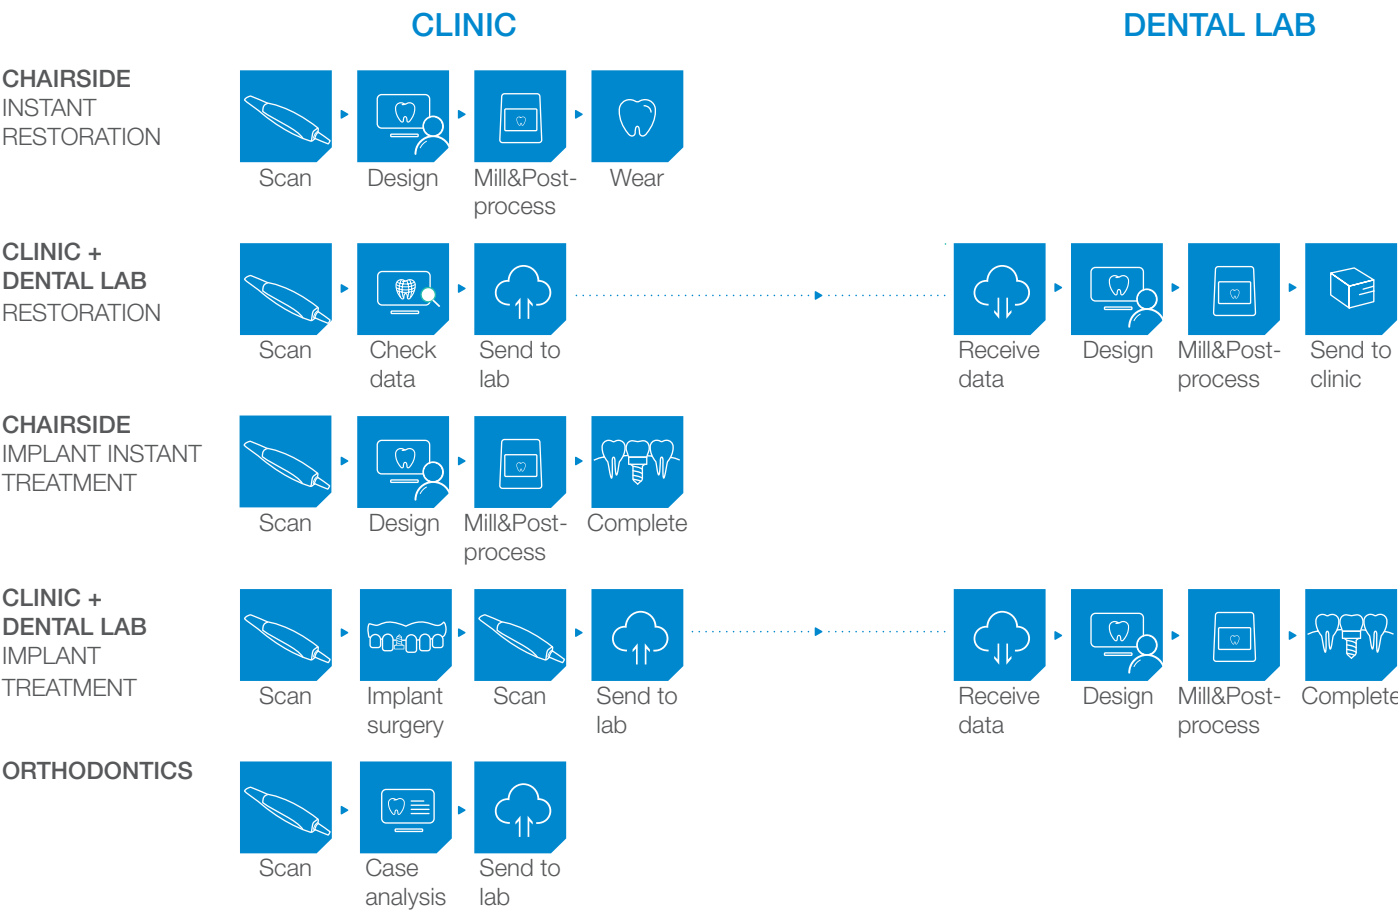 CLINIC
DENTAL LAB
CHAIRSIDE
INSTANT
RESTORATION
Scan
Design
Mill&Post-
process
Wear
CLINIC +
DENTAL LAB
RESTORATION
Scan
Check
data
Send to
lab
Receive
data
Design
Mill&Post-
process
Send to
clinic
CHAIRSIDE
IMPLANT INSTANT
TREATMENT
Scan
Design
Mill&Post-
process
Complete
CLINIC +
DENTAL LAB
IMPLANT
TREATMENT
Scan
Implant
surgery
Scan
Send to
lab
Receive
data
Design
Mill&Post-
process
Complete
ORTHODONTICS
Scan
Case
analysis
Send to
lab